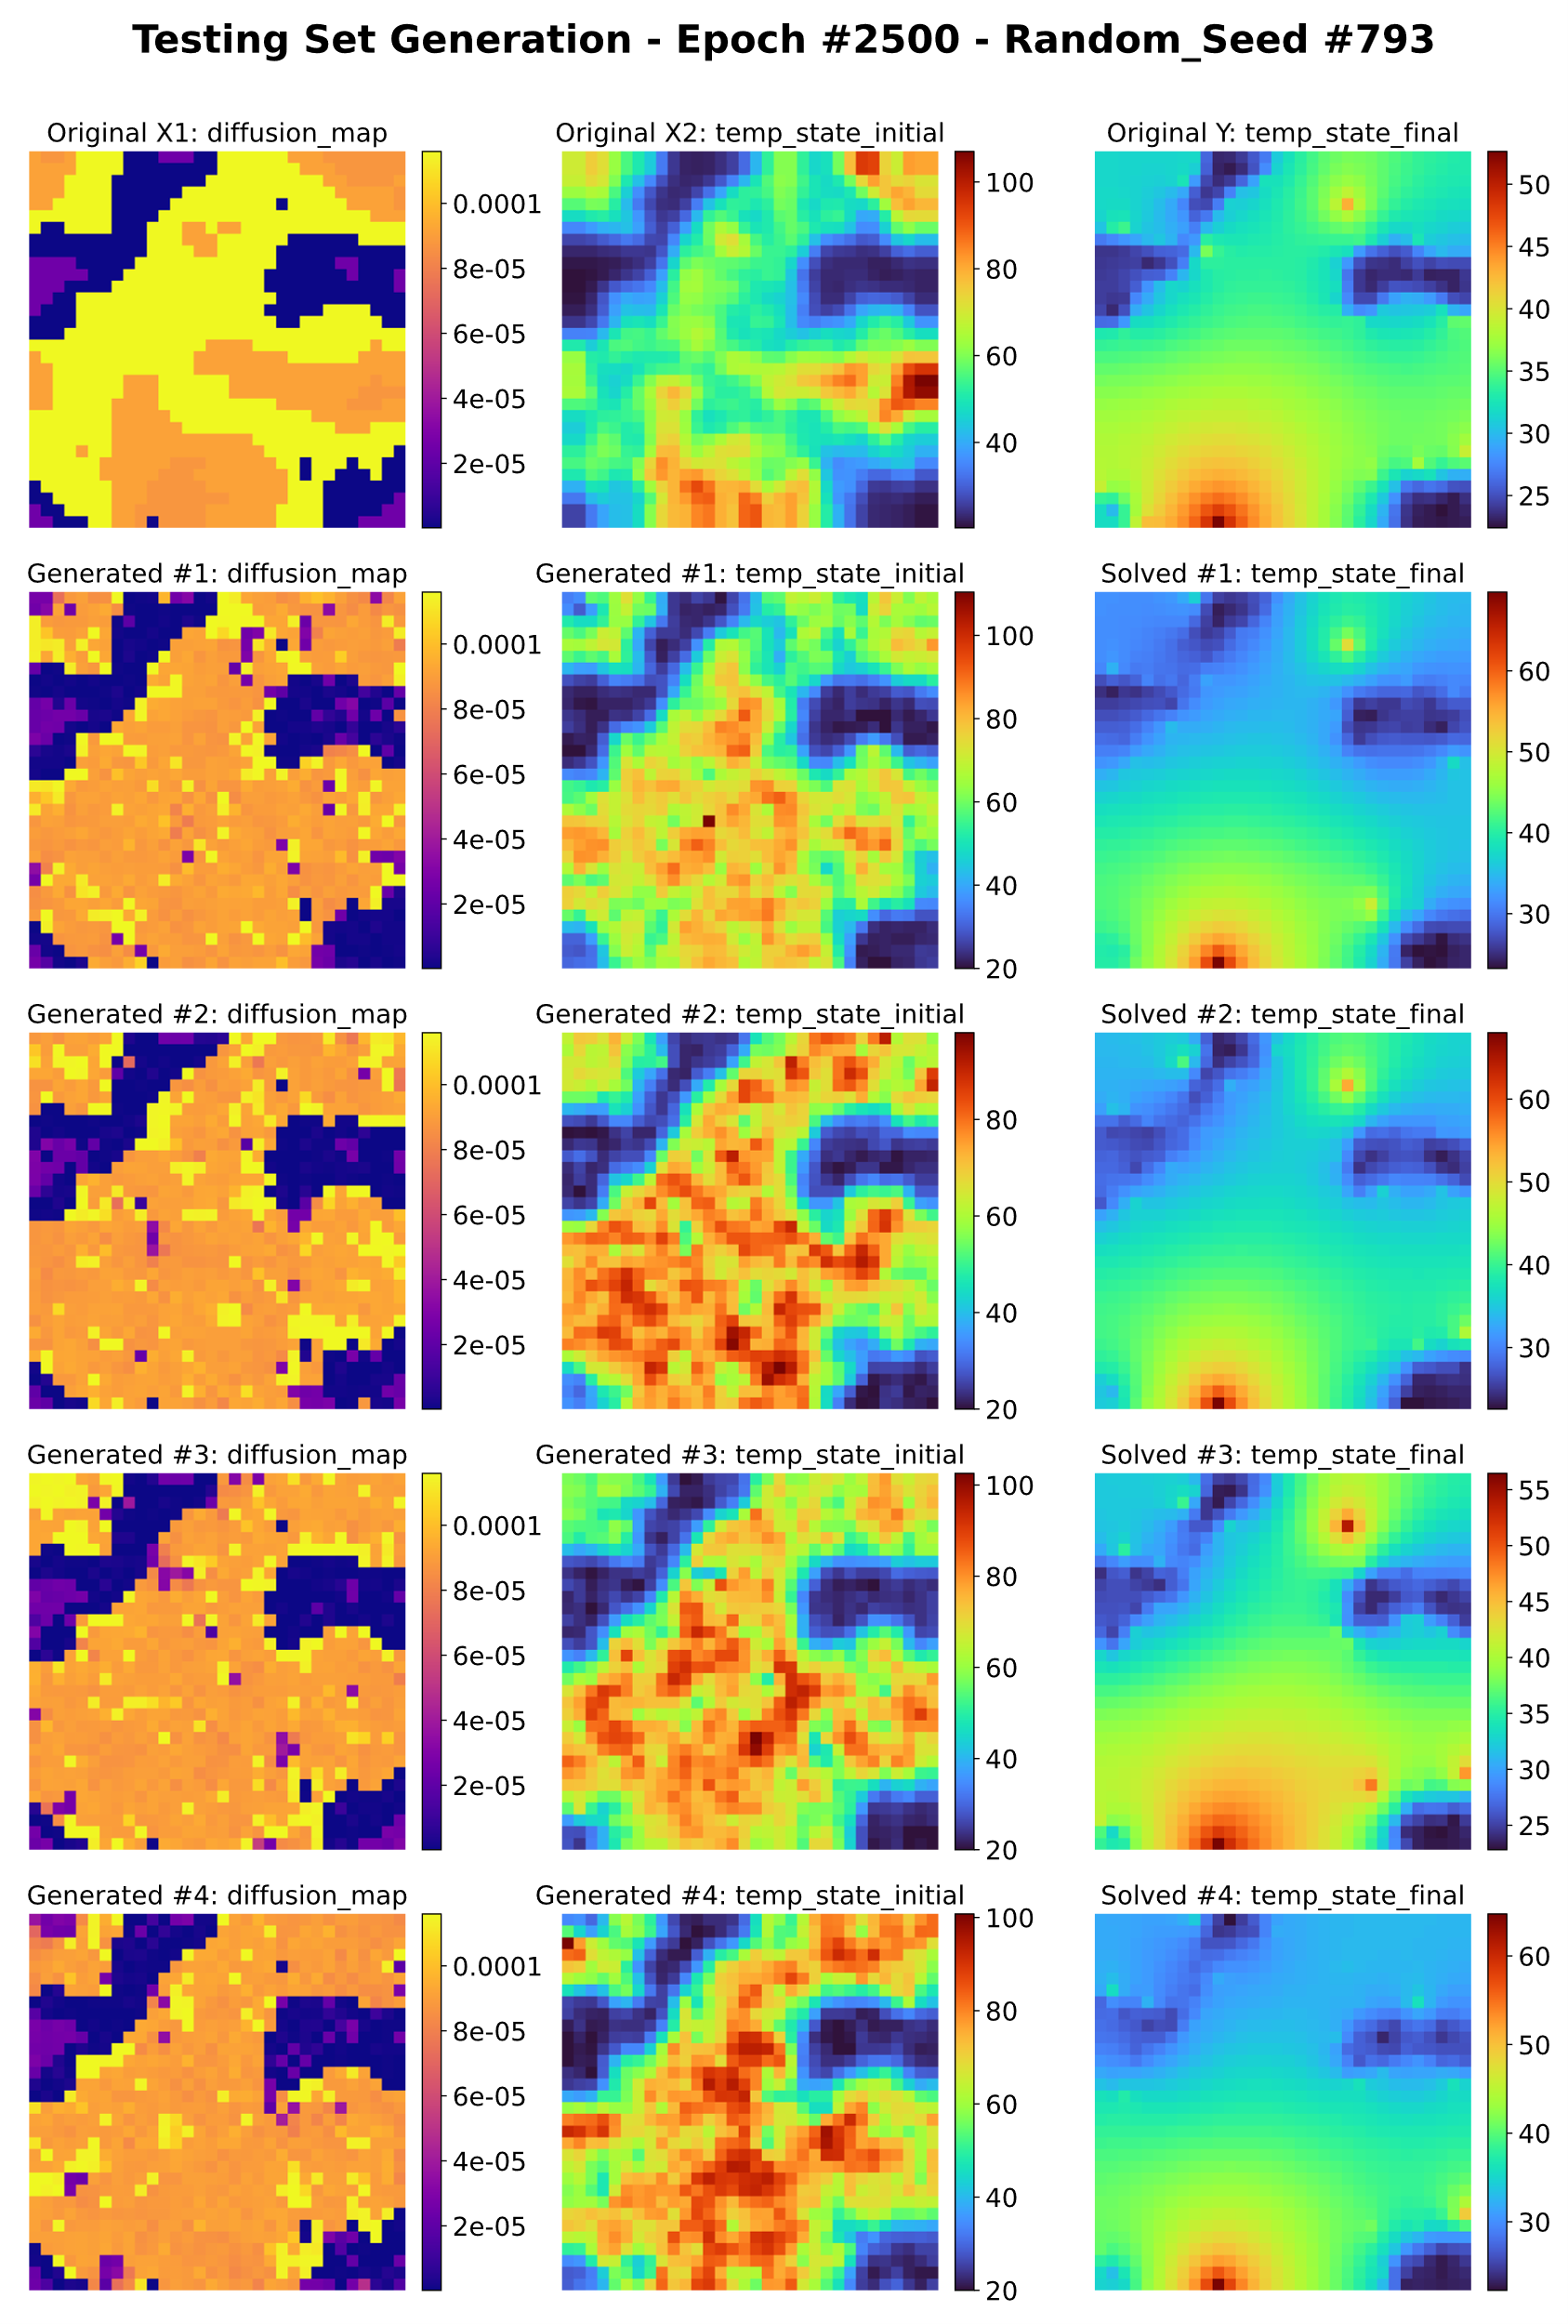 Testing Set Generation - Epoch #2500 - Random_Seed #793
Original X1: diffusion_map
Original X2: temp_state_initial
Original Y: temp_state_final
0.0001
8e-05
6e-05
4e-05
2e-05
100
80
60
40
50
45
40
35
30
25
Generated #1: diffusion_map
Generated #1: temp_state_initial
Solved #1: temp_state_final
0.0001
8e-05
6e-05
4e-05
2e-05
100
80
60
40
20
60
50
40
30
Generated #2: diffusion_map
Generated #2: temp_state_initial
Solved #2: temp_state_final
0.0001
8e-05
6e-05
4e-05
2e-05
80
60
40
20
60
50
40
30
Generated #3: diffusion_map
Generated #3: temp_state_initial
Solved #3: temp_state_final
0.0001
8e-05
6e-05
4e-05
2e-05
100
80
60
40
20
55
50
45
40
35
30
25
Generated #4: diffusion_map
Generated #4: temp_state_initial
Solved #4: temp_state_final
0.0001
8e-05
6e-05
4e-05
2e-05
100
80
60
40
20
60
50
40
30